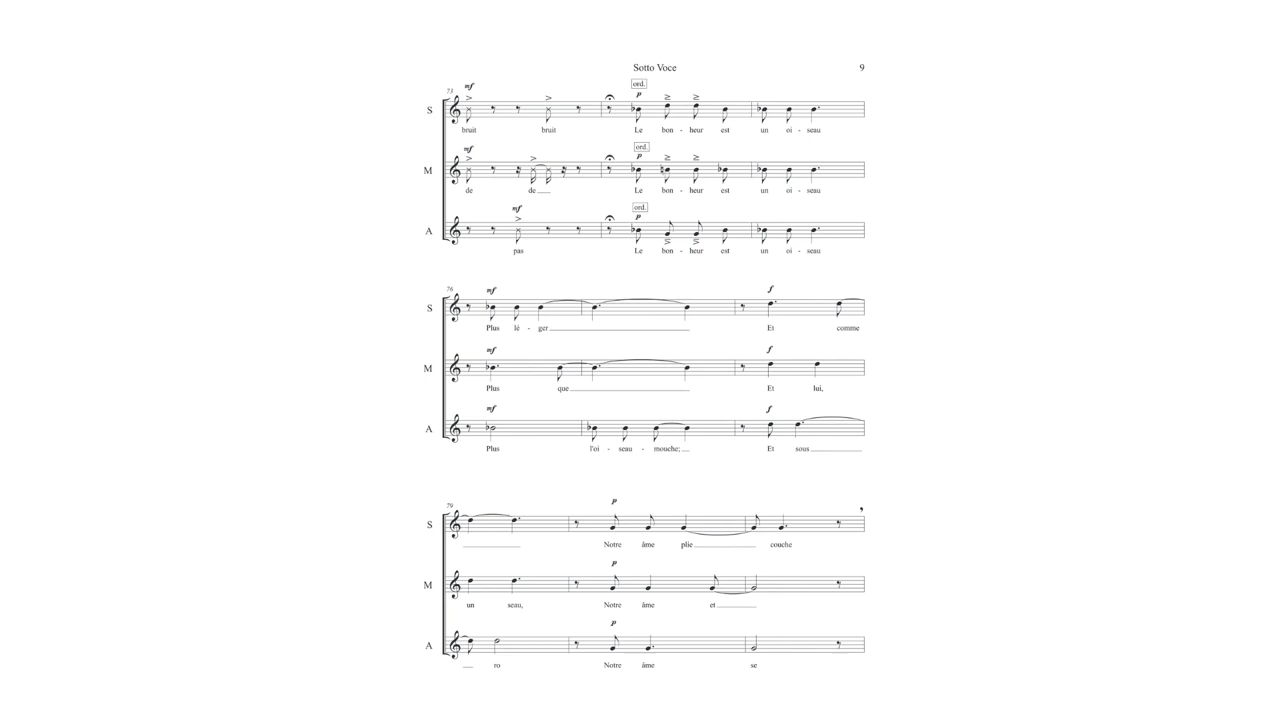 Sotto Voce
9
73
mf
ord.
p
S
bruit bruit Le bon - heur est un oi - seau
mf
ord.
p
M
de de Le bon - heur est un oi - seau
mf
ord.
p
A
pas Le bon - heur est un oi - seau
76
mf f
S
Plus lé - ger Et comme
mf f
M
Plus que Et lui,
mf f
A
Plus l'oi - seau - mouche; Et sous
79
p
S
Notre âme plie couche
p
M
un seau, Notre âme et
p
A
ro Notre âme se